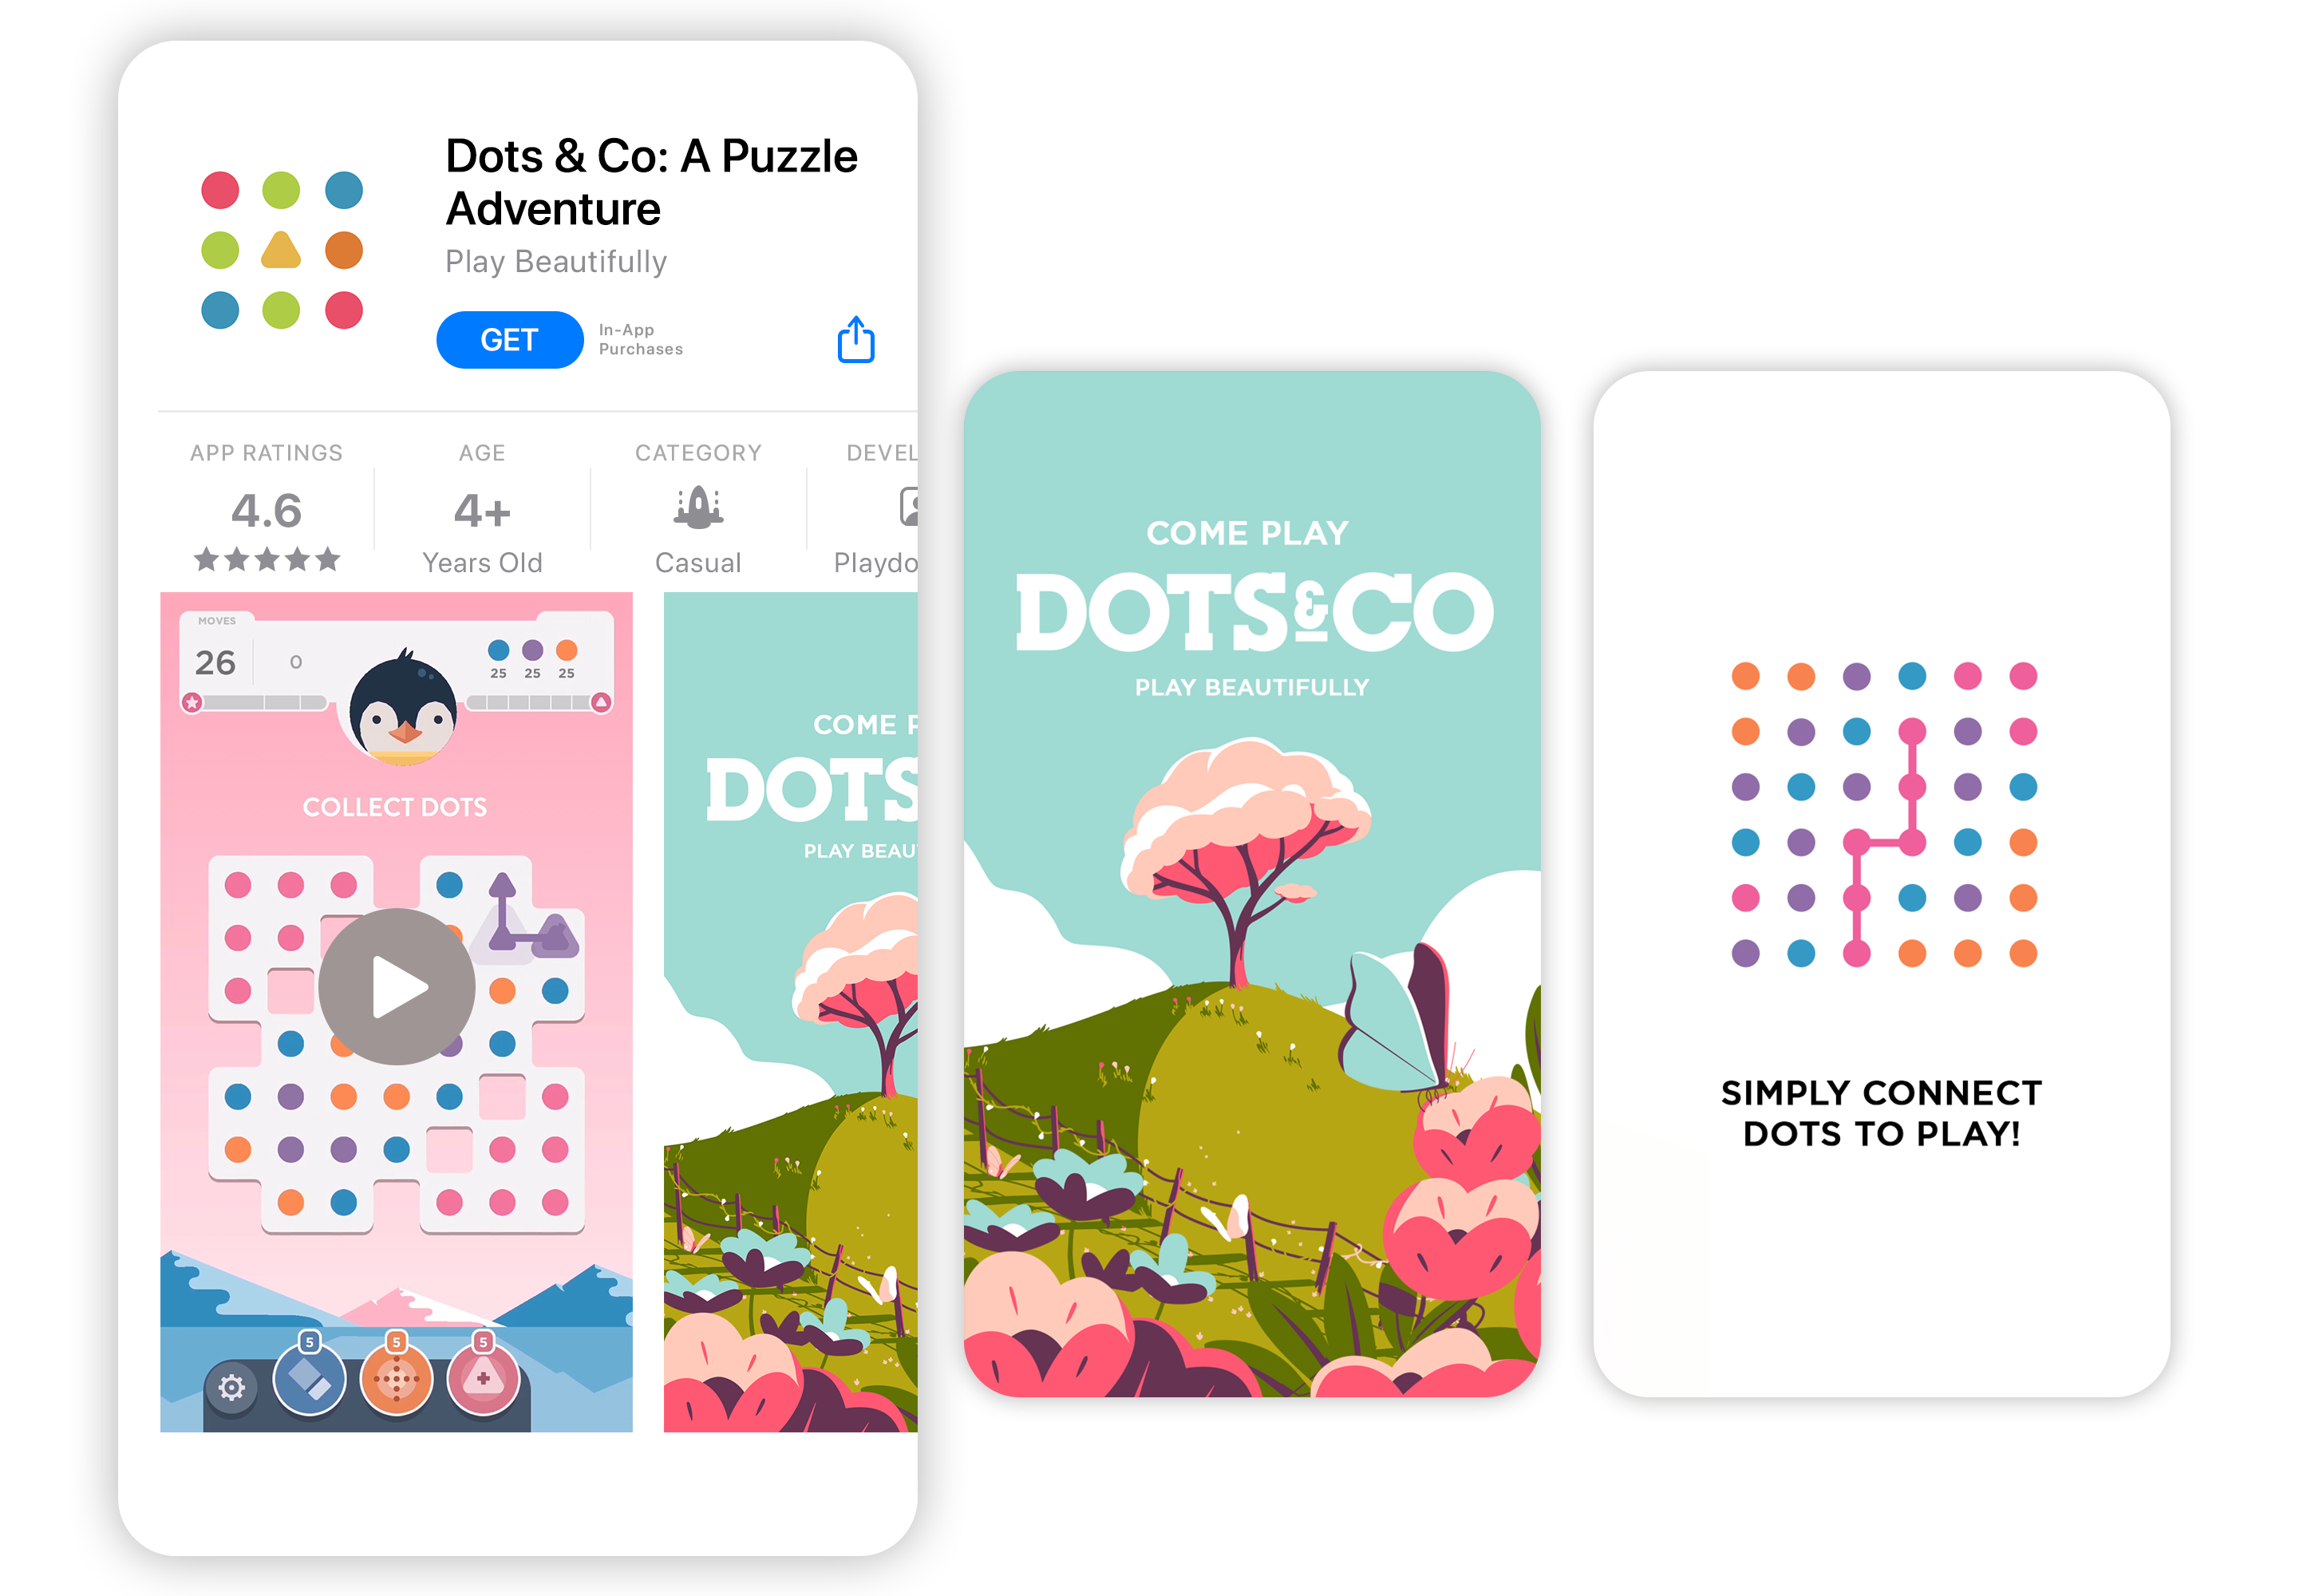 Dots & Co: A Puzzle
Adventure
Play Beautifully
GET
In-App
Purchases
APP RATINGS
4.6
AGE
4+
Years Old
CATEGORY
Casual
DEVEL
Playdo
MOVES
26
0
25 25 25
COLLECT DOTS
5 5 5
COME P
DOTS
PLAY BEAU
COME PLAY
DOTS&CO
PLAY BEAUTIFULLY
SIMPLY CONNECT
DOTS TO PLAY!